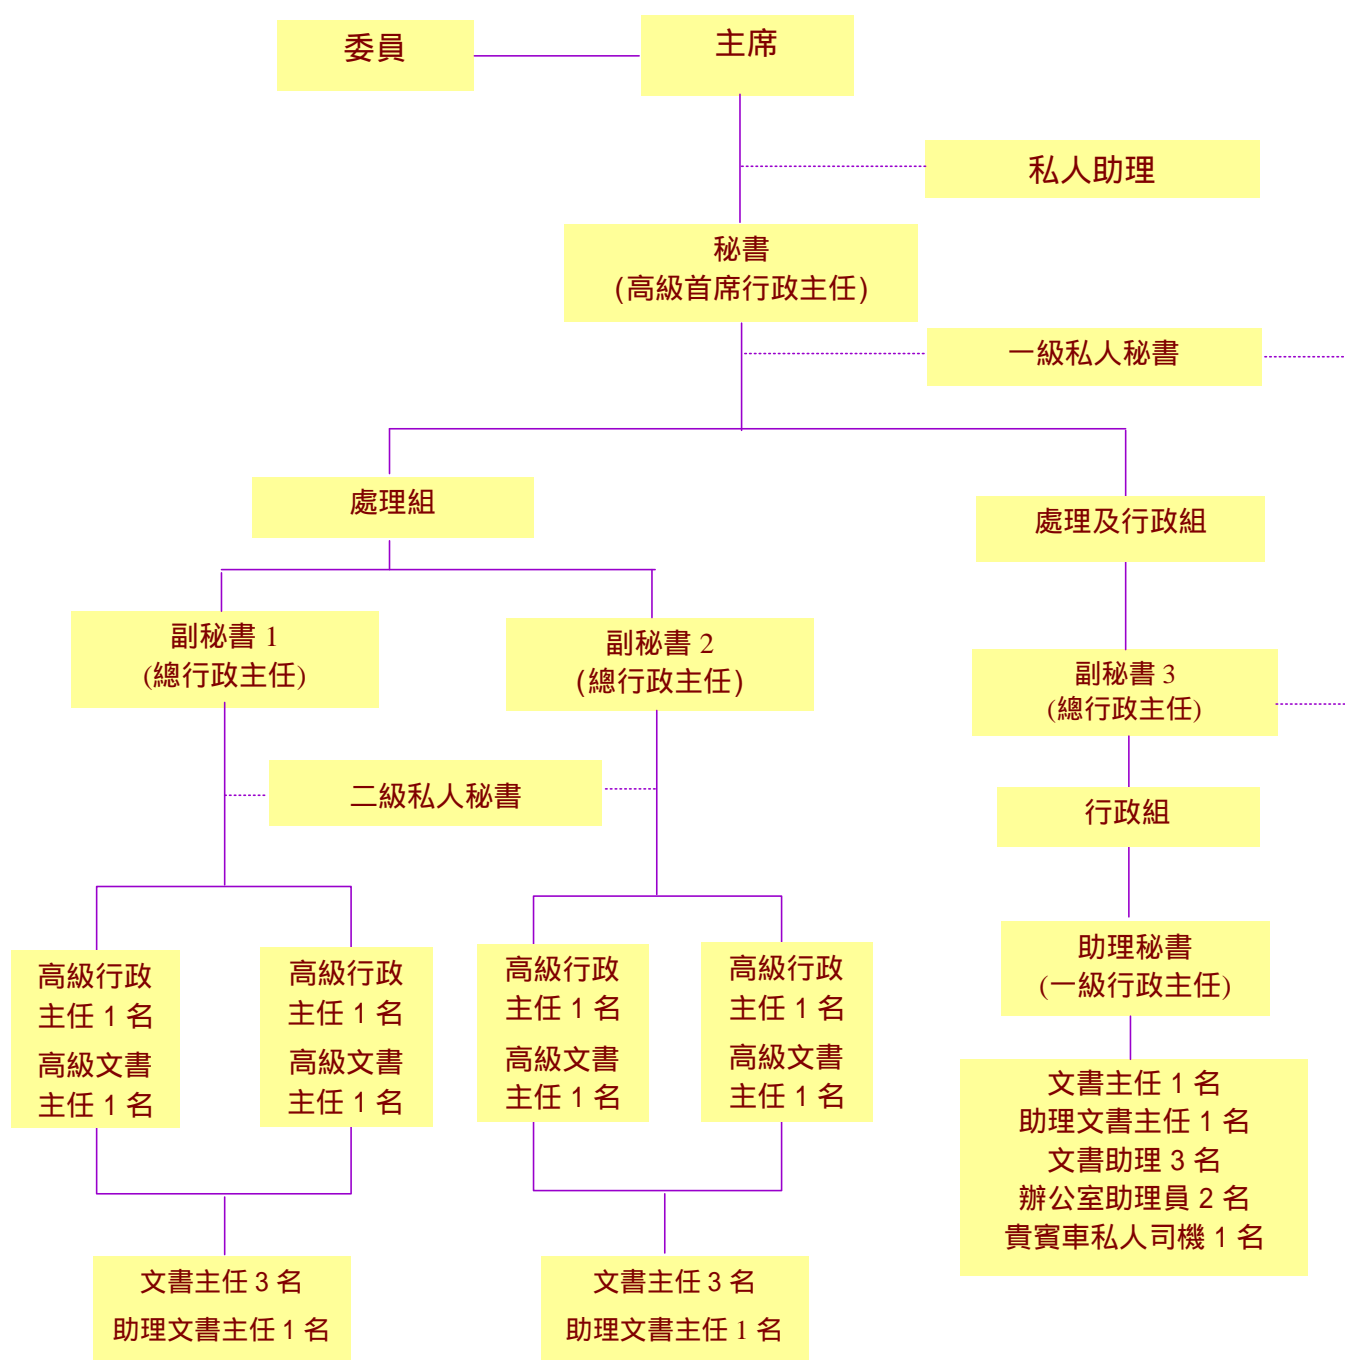 委員
主席
私人助理
秘書
(高級首席行政主任)
一級私人秘書
處理組
處理及行政組
副秘書 1
(總行政主任)
副秘書 2
(總行政主任)
副秘書 3
(總行政主任)
二級私人秘書
行政組
高級行政
主任 1 名
高級文書
主任 1 名
高級行政
主任 1 名
高級文書
主任 1 名
高級行政
主任 1 名
高級文書
主任 1 名
高級行政
主任 1 名
高級文書
主任 1 名
助理秘書
(一級行政主任)
文書主任 1 名
助理文書主任 1 名
文書助理 3 名
辦公室助理員 2 名
貴賓車私人司機 1 名
文書主任 3 名
助理文書主任 1 名
文書主任 3 名
助理文書主任 1 名